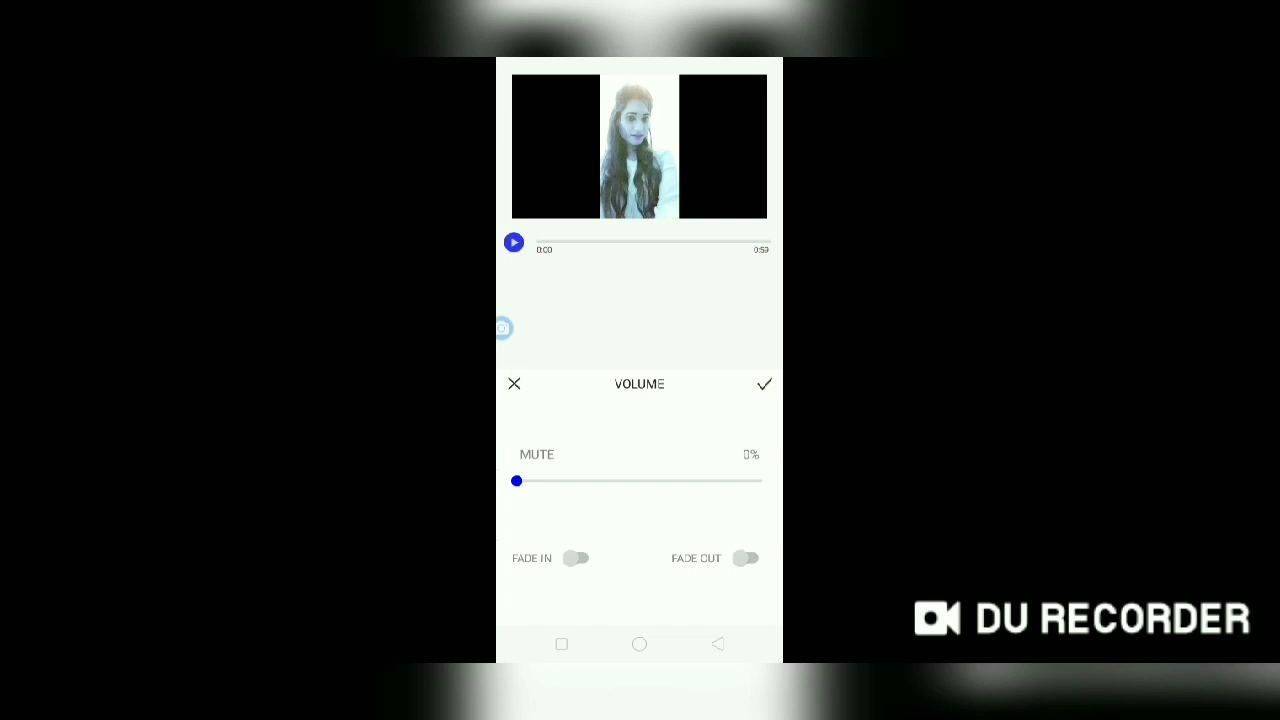 0:00 0:59
VOLUME
MUTE 0%
FADE IN FADE OUT
DU RECORDER